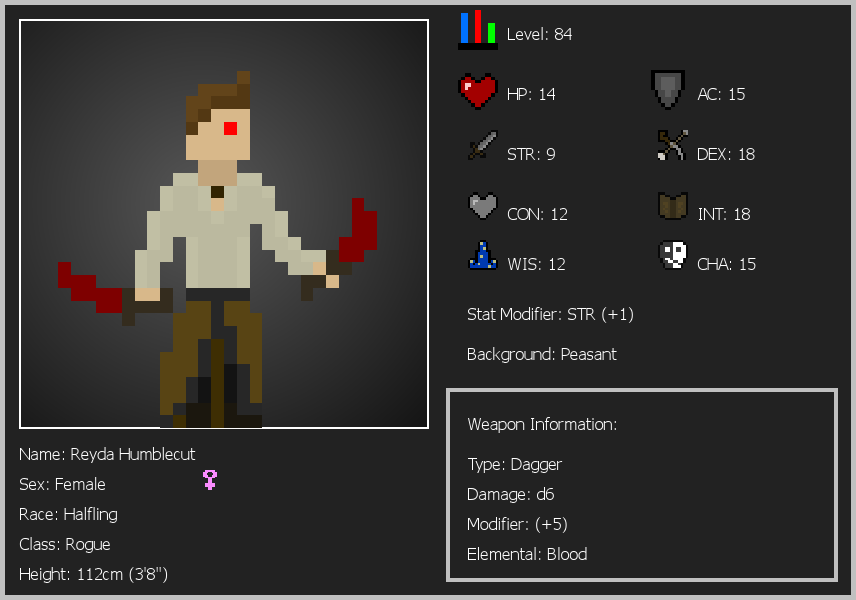 Level: 84
HP: 14
AC: 15
STR: 9
DEX: 18
CON: 12
INT: 18
WIS: 12
CHA: 15
Stat Modifier: STR (+1)
Background: Peasant
Weapon Information:
Type: Dagger
Damage: d6
Modifier: (+5)
Elemental: Blood
Name: Reyda Humblecut
Sex: Female
Race: Halfling
Class: Rogue
Height: 112cm (3'8")